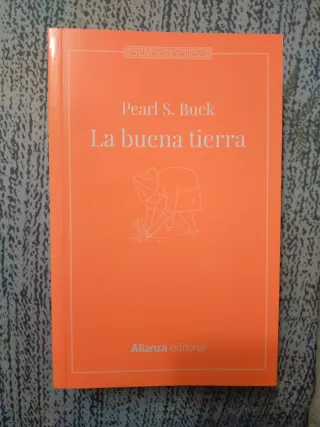 Pearl S. Buck
La buena tierra
Alianza editorial